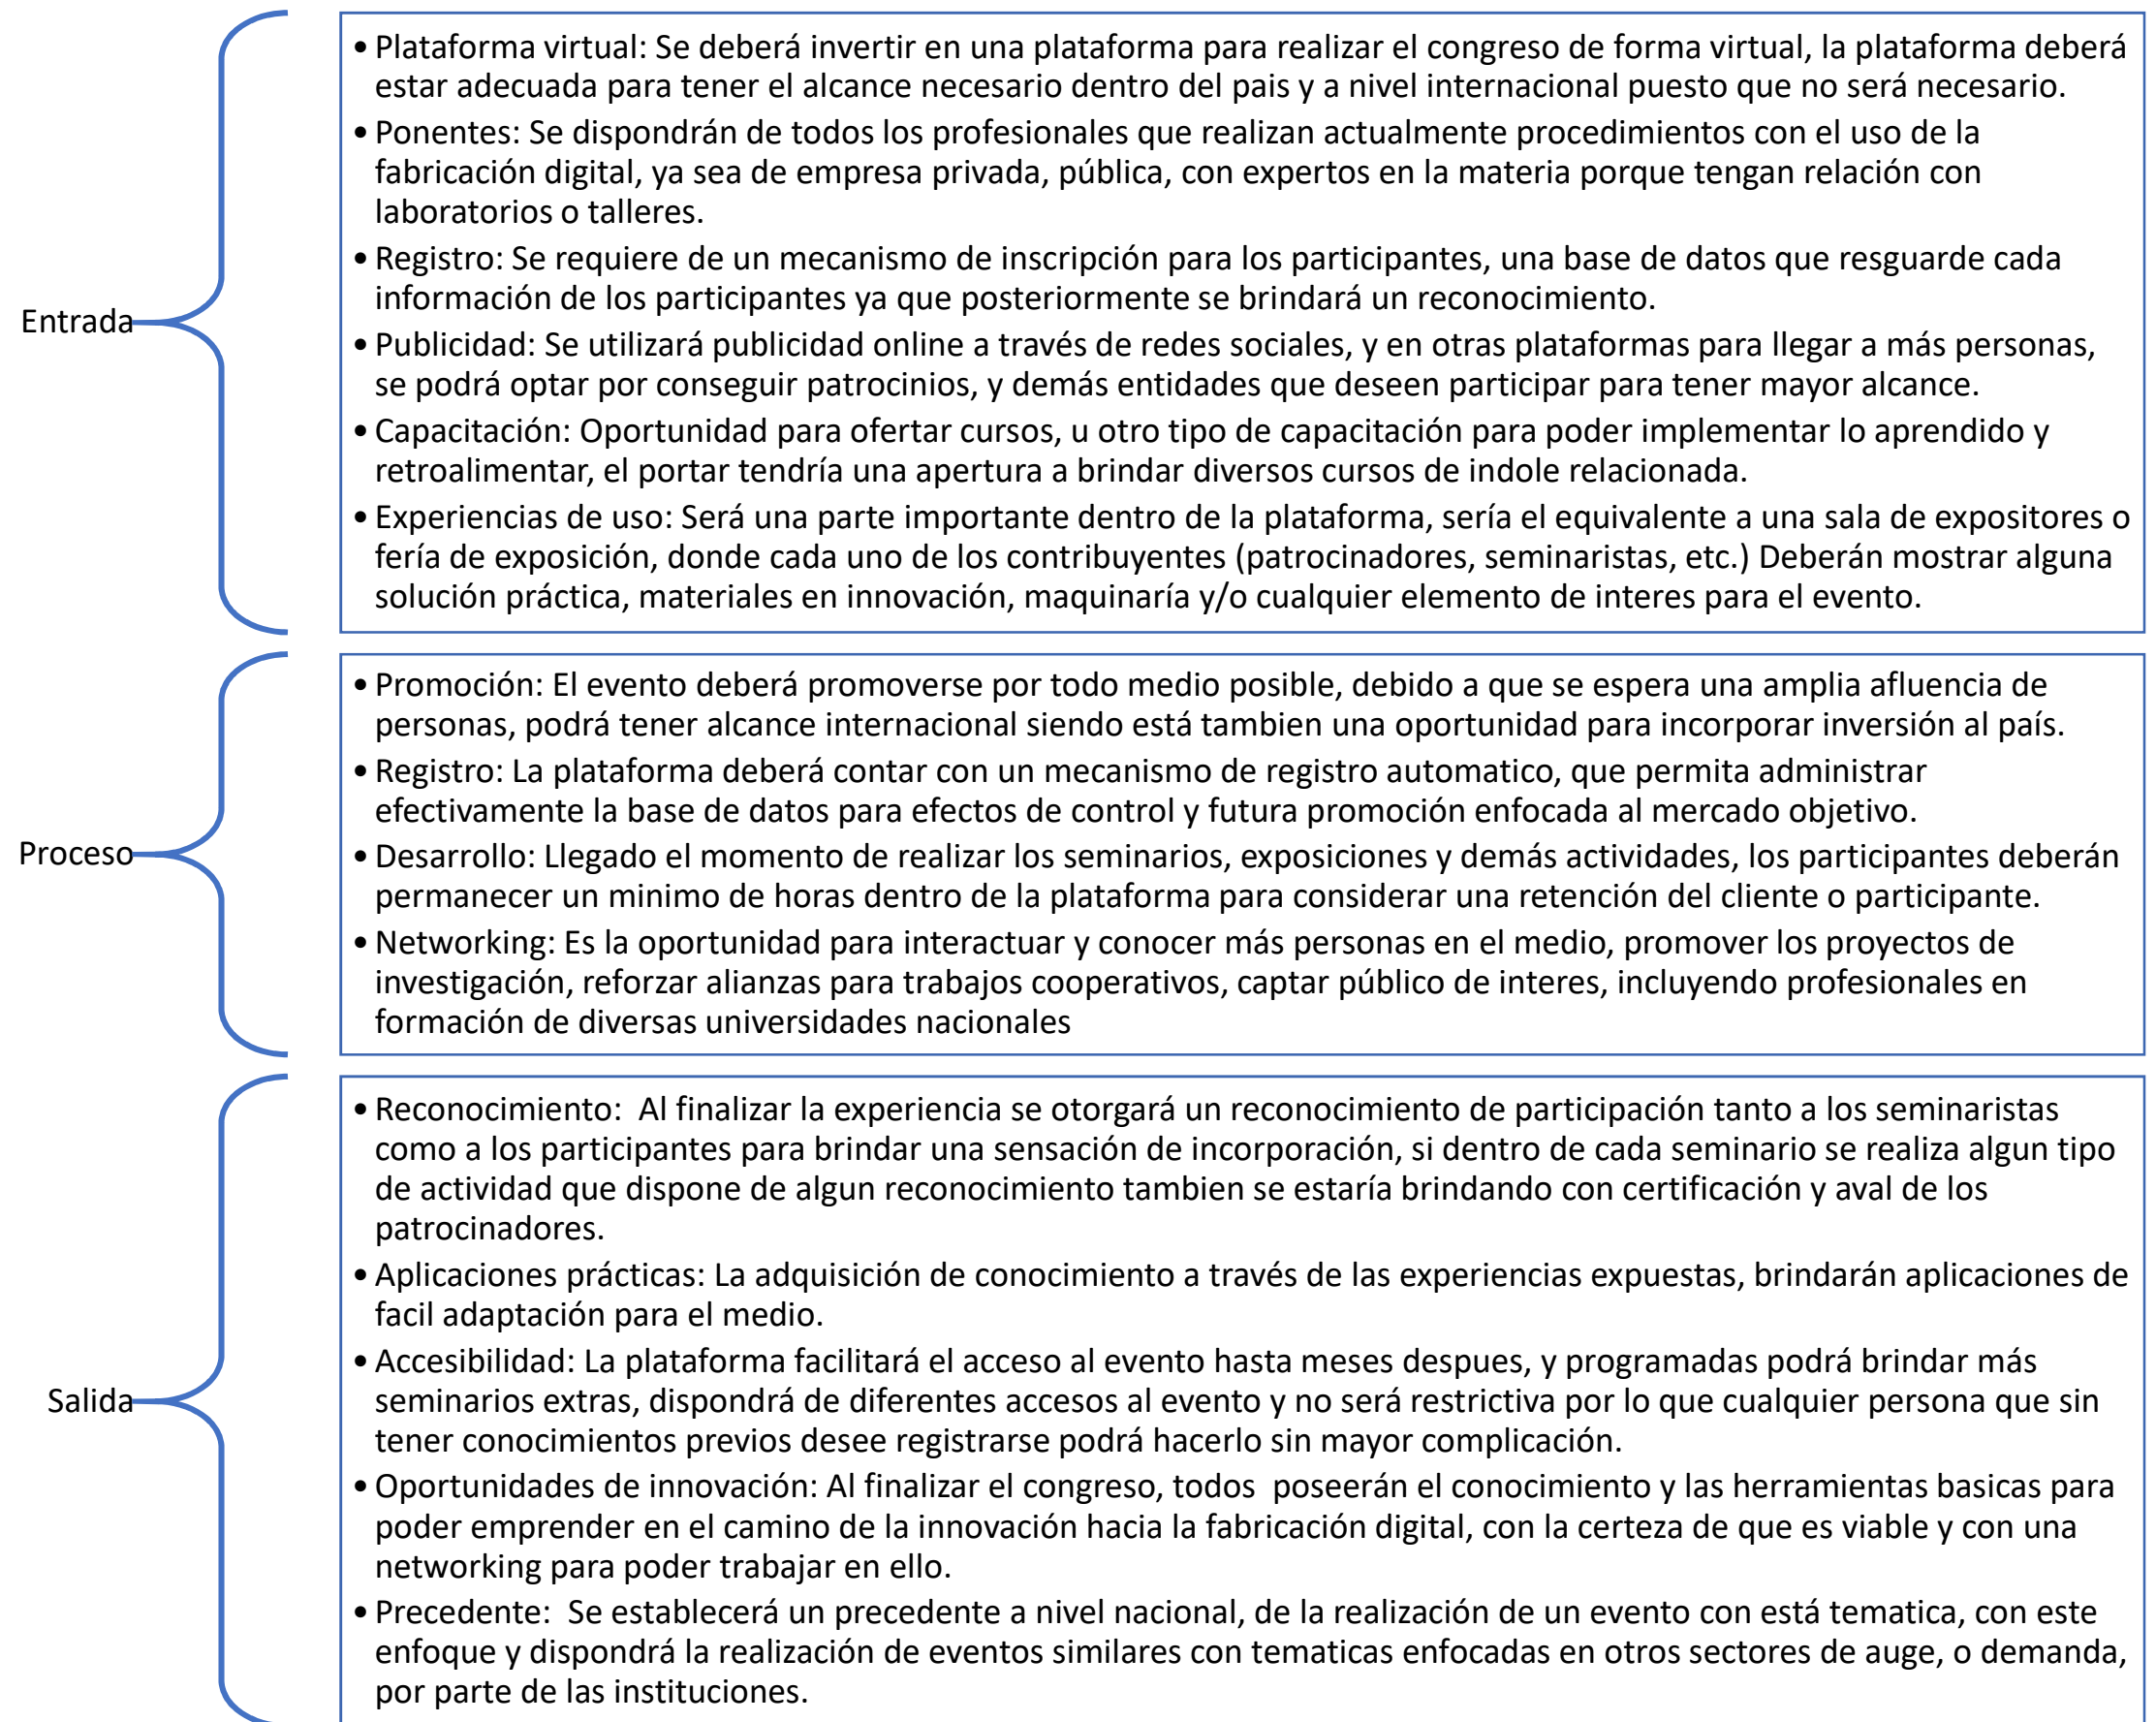 Entrada
• Plataforma virtual: Se deberá invertir en una plataforma para realizar el congreso de forma virtual, la plataforma deberá
estar adecuada para tener el alcance necesario dentro del pais y a nivel internacional puesto que no será necesario.
• Ponentes: Se dispondrán de todos los profesionales que realizan actualmente procedimientos con el uso de la
fabricación digital, ya sea de empresa privada, pública, con expertos en la materia porque tengan relación con
laboratorios o talleres.
• Registro: Se requiere de un mecanismo de inscripción para los participantes, una base de datos que resguarde cada
información de los participantes ya que posteriormente se brindará un reconocimiento.
• Publicidad: Se utilizará publicidad online a través de redes sociales, y en otras plataformas para llegar a más personas,
se podrá optar por conseguir patrocinios, y demás entidades que deseen participar para tener mayor alcance.
• Capacitación: Oportunidad para ofertar cursos, u otro tipo de capacitación para poder implementar lo aprendido y
retroalimentar, el portar tendría una apertura a brindar diversos cursos de indole relacionada.
• Experiencias de uso: Será una parte importante dentro de la plataforma, sería el equivalente a una sala de expositores o
fería de exposición, donde cada uno de los contribuyentes (patrocinadores, seminaristas, etc.) Deberán mostrar alguna
solución práctica, materiales en innovación, maquinaría y/o cualquier elemento de interes para el evento.
Proceso
• Promoción: El evento deberá promoverse por todo medio posible, debido a que se espera una amplia afluencia de
personas, podrá tener alcance internacional siendo está tambien una oportunidad para incorporar inversión al país.
• Registro: La plataforma deberá contar con un mecanismo de registro automatico, que permita administrar
efectivamente la base de datos para efectos de control y futura promoción enfocada al mercado objetivo.
• Desarrollo: Llegado el momento de realizar los seminarios, exposiciones y demás actividades, los participantes deberán
permanecer un minimo de horas dentro de la plataforma para considerar una retención del cliente o participante.
• Networking: Es la oportunidad para interactuar y conocer más personas en el medio, promover los proyectos de
investigación, reforzar alianzas para trabajos cooperativos, captar público de interes, incluyendo profesionales en
formación de diversas universidades nacionales
Salida
• Reconocimiento:  Al finalizar la experiencia se otorgará un reconocimiento de participación tanto a los seminaristas
como a los participantes para brindar una sensación de incorporación, si dentro de cada seminario se realiza algun tipo
de actividad que dispone de algun reconocimiento tambien se estaría brindando con certificación y aval de los
patrocinadores.
• Aplicaciones prácticas: La adquisición de conocimiento a través de las experiencias expuestas, brindarán aplicaciones de
facil adaptación para el medio.
• Accesibilidad: La plataforma facilitará el acceso al evento hasta meses despues, y programadas podrá brindar más
seminarios extras, dispondrá de diferentes accesos al evento y no será restrictiva por lo que cualquier persona que sin
tener conocimientos previos desee registrarse podrá hacerlo sin mayor complicación.
• Oportunidades de innovación: Al finalizar el congreso, todos  poseerán el conocimiento y las herramientas basicas para
poder emprender en el camino de la innovación hacia la fabricación digital, con la certeza de que es viable y con una
networking para poder trabajar en ello.
• Precedente:  Se establecerá un precedente a nivel nacional, de la realización de un evento con está tematica, con este
enfoque y dispondrá la realización de eventos similares con tematicas enfocadas en otros sectores de auge, o demanda,
por parte de las instituciones.